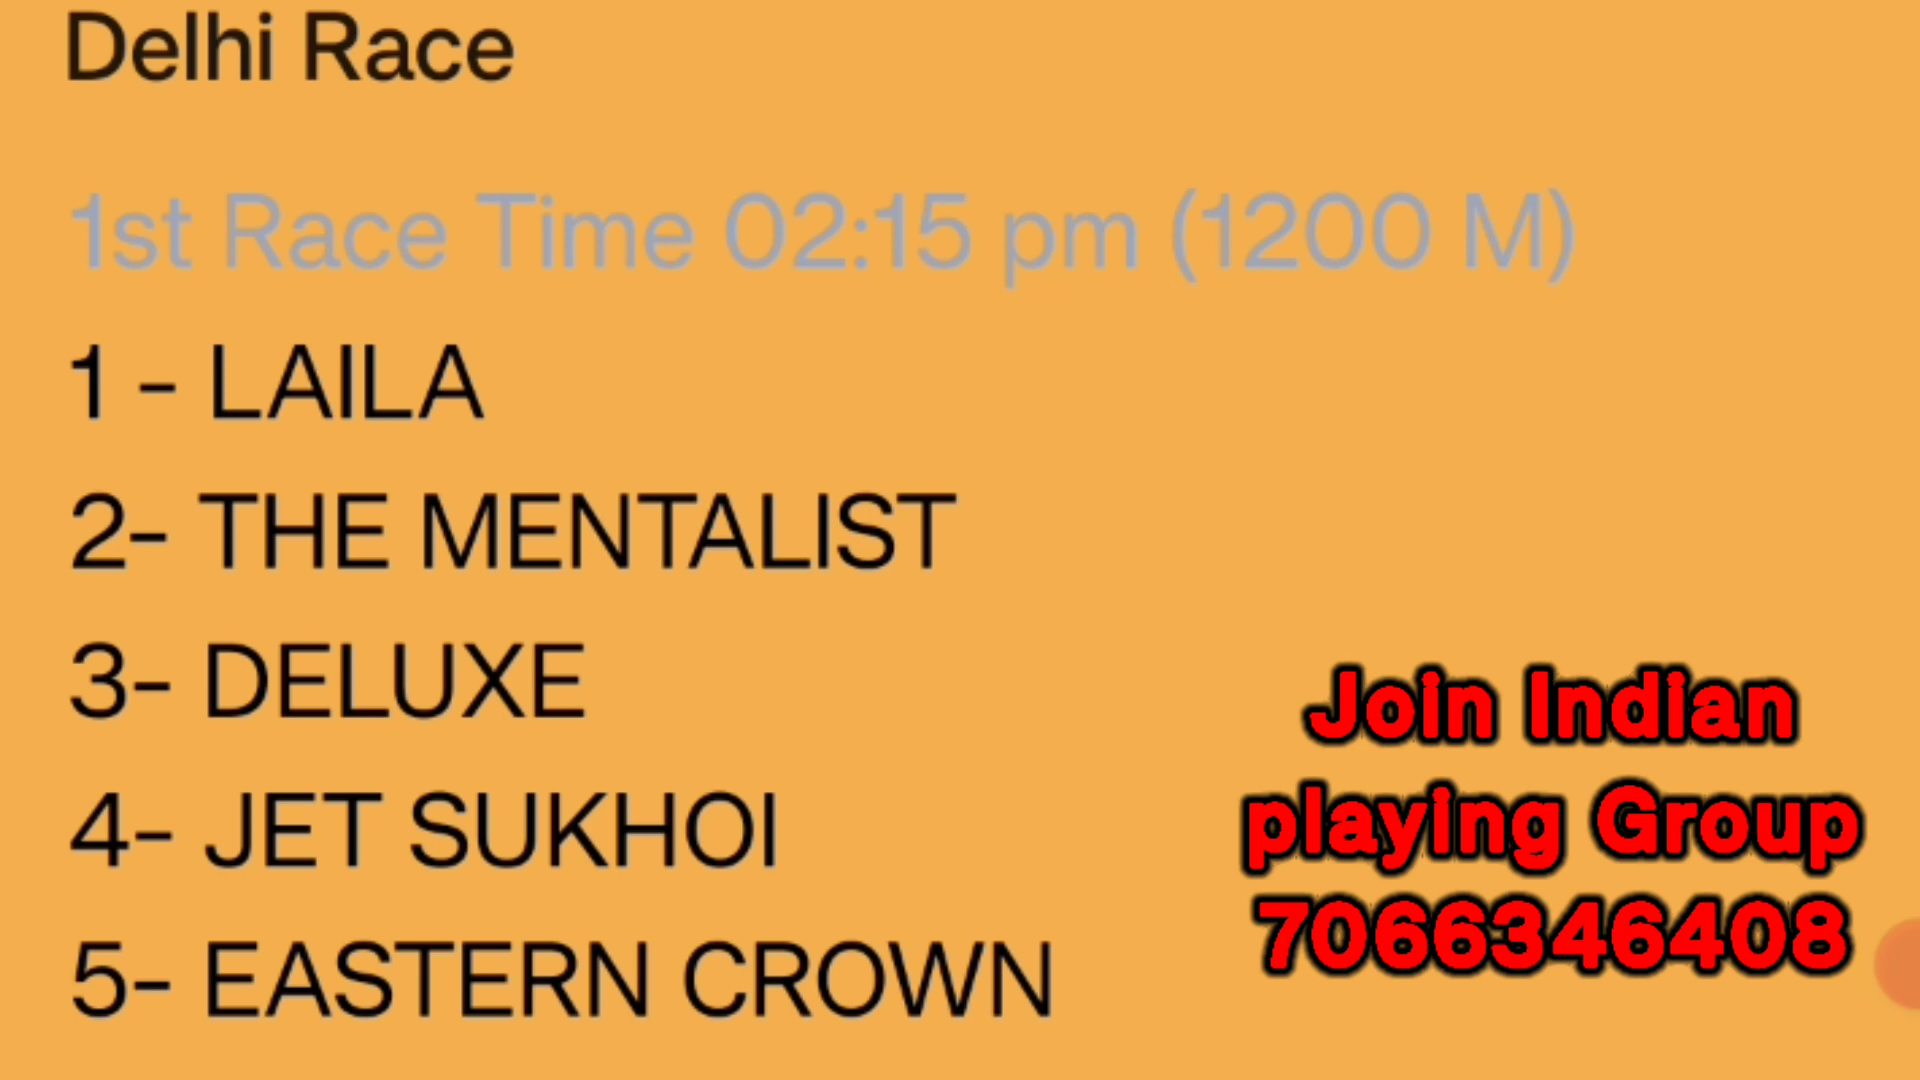 Delhi Race
1st Race Time 02:15 pm (1200 M)
1 - LAILA
2- THE MENTALIST
3- DELUXE
4- JET SUKHOI
5- EASTERN CROWN
Join Indian
playing Group
7066346408